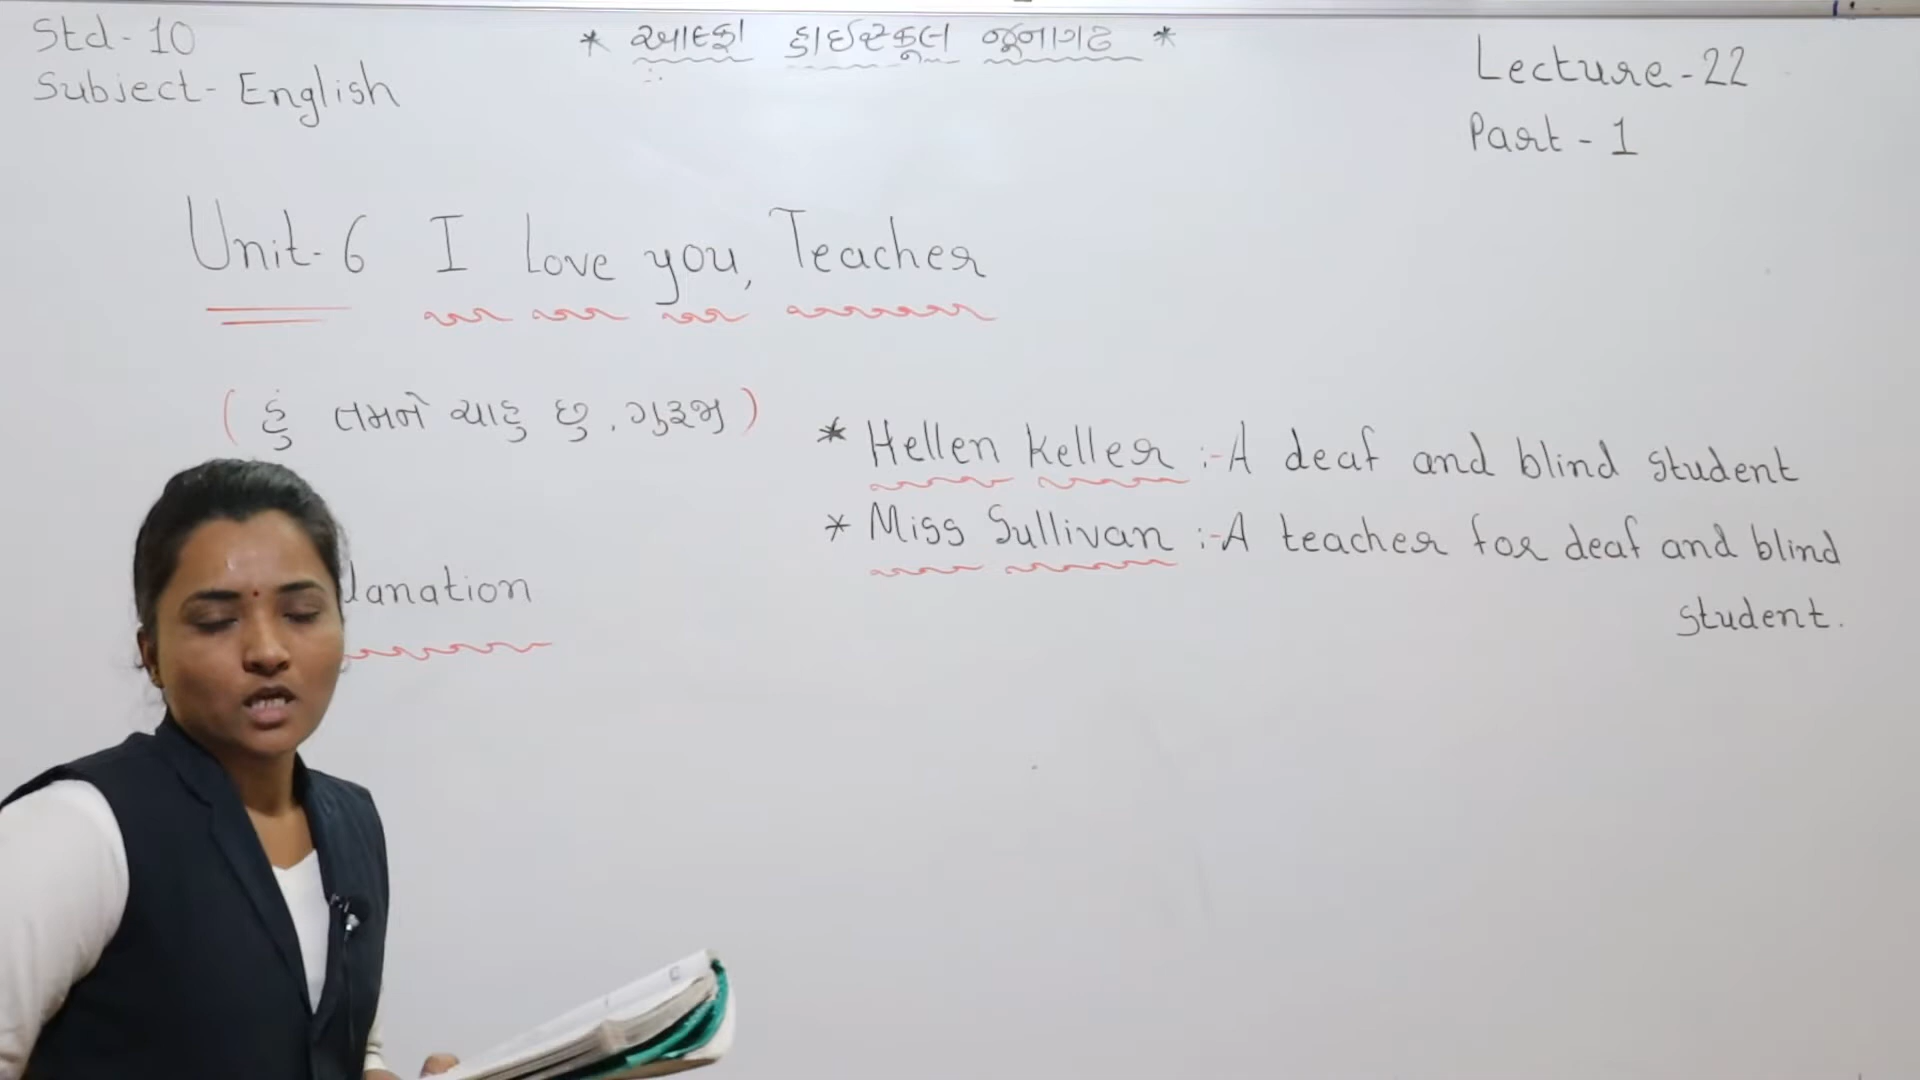 Std- 10
Subject- English
* આલ્ફા હાઈસ્કૂલ જૂનાગઢ *
Lecture-22
Part - 1
Unit-6 I Love you, Teacher
( હું તમને ચાહુ છુ, ગુરૂજી )
* Hellen Keller :- A deaf and blind student
* Miss Sullivan :- A teacher for deaf and blind
student.
lanation